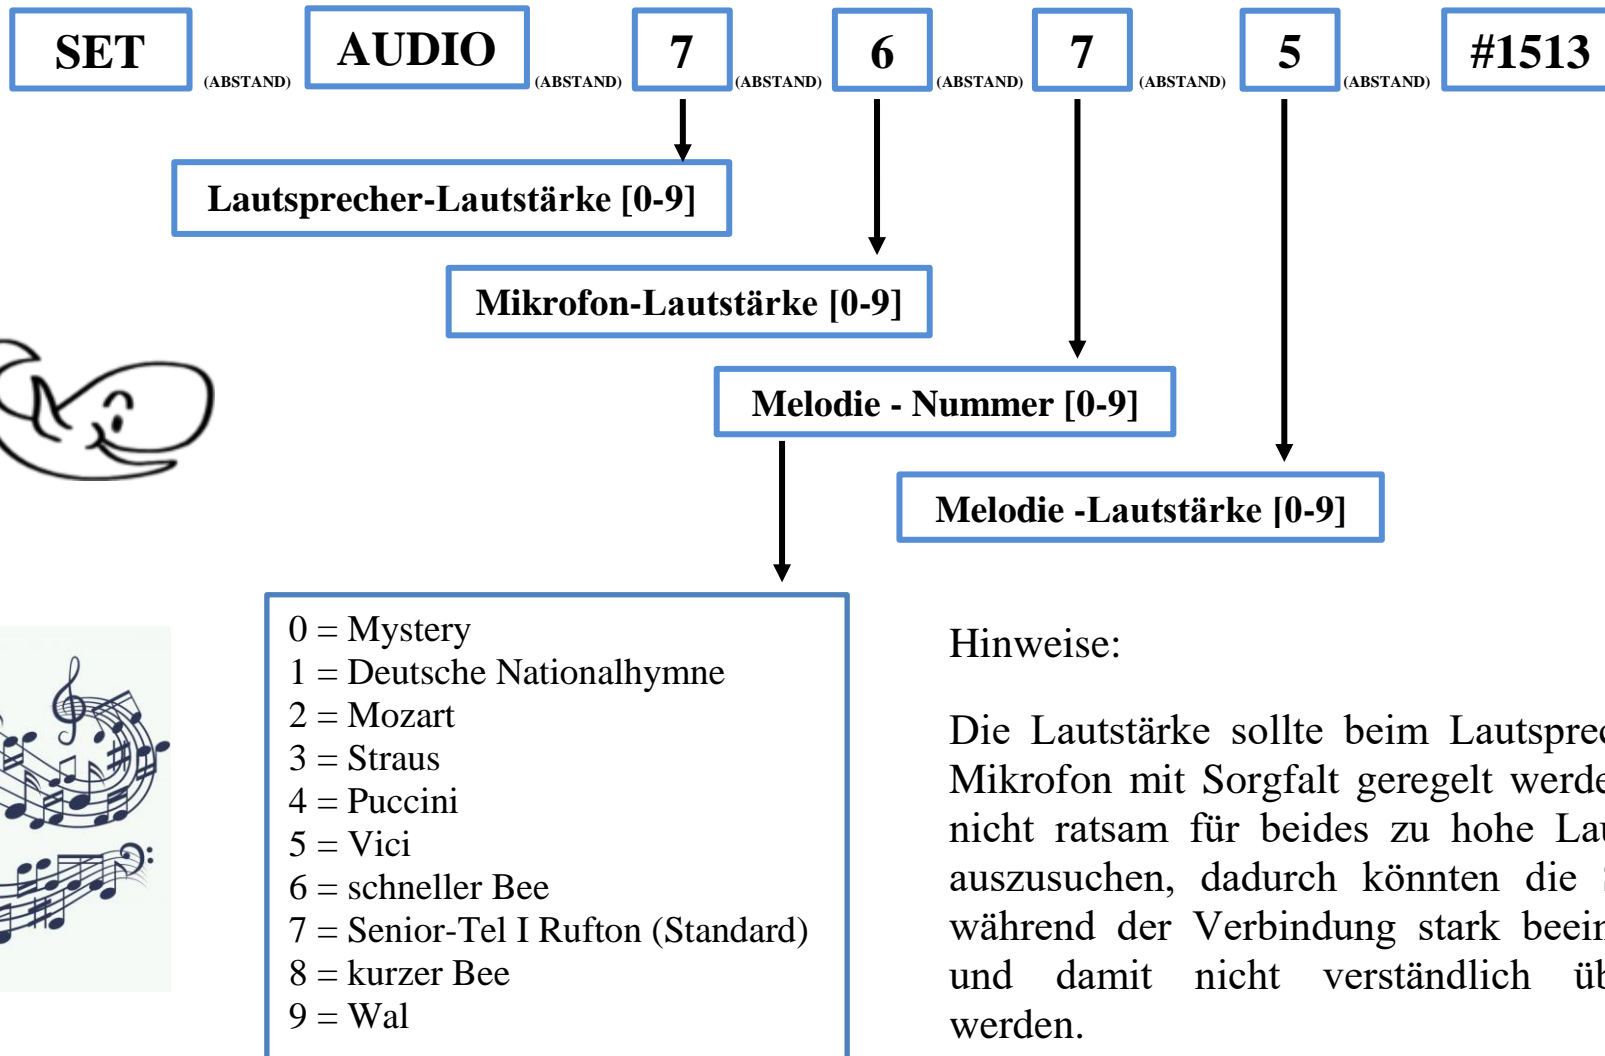 SET (ABSTAND) AUDIO (ABSTAND) 7 (ABSTAND) 6 (ABSTAND) 7 (ABSTAND) 5 (ABSTAND) #1513
Lautsprecher-Lautstärke [0-9]
Mikrofon-Lautstärke [0-9]
Melodie - Nummer [0-9]
Melodie -Lautstärke [0-9]
0 = Mystery
1 = Deutsche Nationalhymne
2 = Mozart
3 = Straus
4 = Puccini
5 = Vici
6 = schneller Bee
7 = Senior-Tel I Rufton (Standard)
8 = kurzer Bee
9 = Wal
Hinweise:
Die Lautstärke sollte beim
Mikrofon mit Sorgfalt geregelt
nicht ratsam für beides zu hohe
auszusuchen, dadurch könnten die
während der Verbindung stark
und damit nicht verständlich
werden.